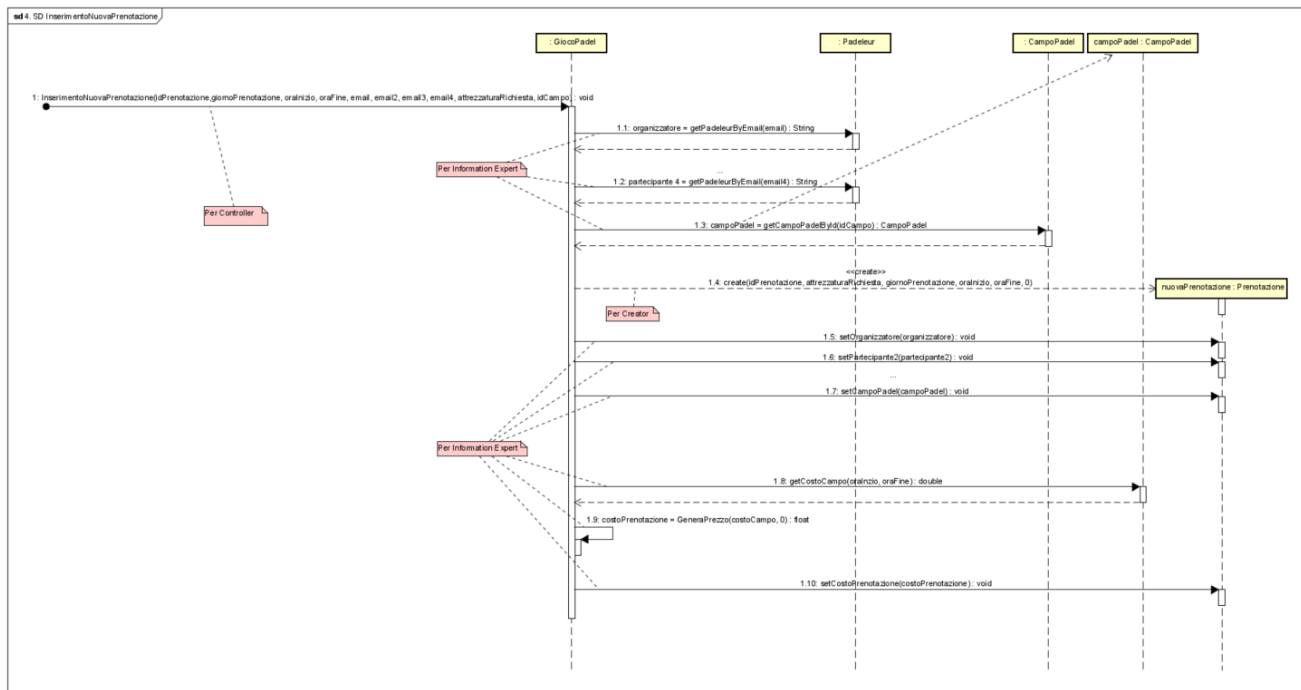 sd 4. SD InserimentoNuovaPrenotazione
: GiocoPadel
: Padeleur
: CampoPadel
campoPadel : CampoPadel
1: InserimentoNuovaPrenotazione(idPrenotazione,giornoPrenotazione, oraInizio, oraFine, email, email2, email3, email4, attrezzaturaRichiesta, idCampo) : void
1.1: organizzatore = getPadeleurByEmail(email) : String
Per Information Expert
...
1.2: partecipante 4 = getPadeleurByEmail(email4) : String
Per Controller
1.3: campoPadel = getCampoPadelById(idCampo) : CampoPadel
<<create>>
1.4: create(idPrenotazione, attrezzaturaRichiesta, giornoPrenotazione, oraInizio, oraFine, 0)
nuovaPrenotazione : Prenotazione
Per Creator
1.5: setOrganizzatore(organizzatore) : void
1.6: setPartecipante2(partecipante2) : void
...
1.7: setCampoPadel(campoPadel) : void
Per Information Expert
1.8: getCostoCampo(oraInzio, oraFine) : double
1.9: costoPrenotazione = GeneraPrezzo(costoCampo, 0) : float
1.10: setCostoPrenotazione(costoPrenotazione) : void